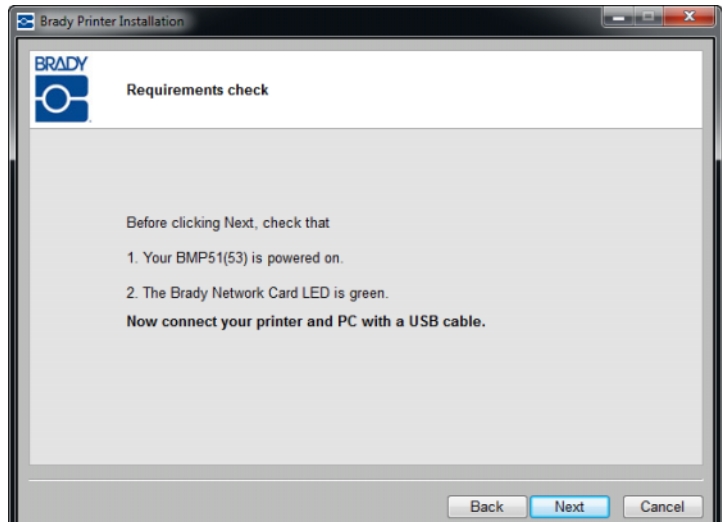 Brady Printer Installation
BRADY
Requirements check
Before clicking Next, check that
1. Your BMP51(53) is powered on.
2. The Brady Network Card LED is green.
Now connect your printer and PC with a USB cable.
Back Next Cancel